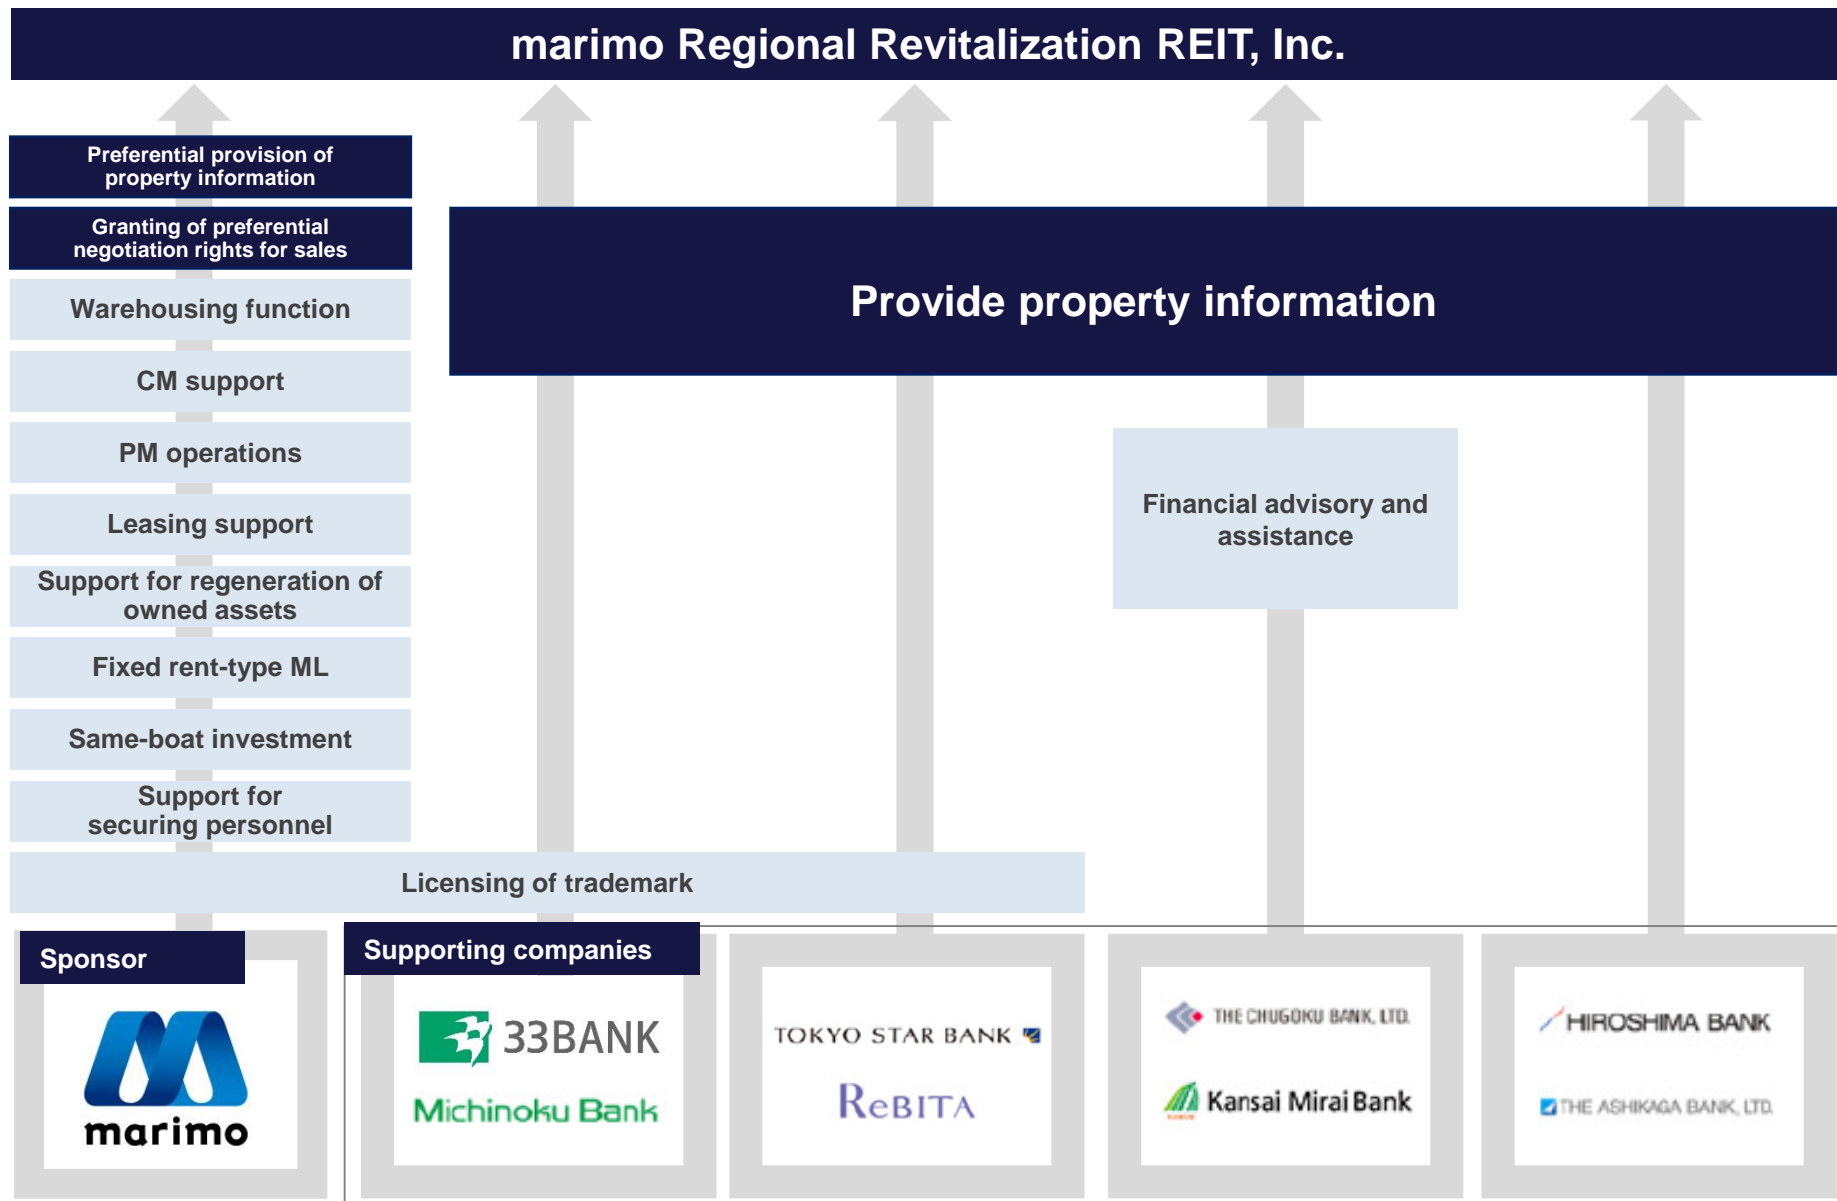 marimo Regional Revitalization REIT, Inc.
Preferential provision of
property information
Granting of preferential
negotiation rights for sales
Warehousing function
CM support
PM operations
Leasing support
Support for regeneration of
owned assets
Fixed rent-type ML
Same-boat investment
Support for
securing personnel
Licensing of trademark
Provide property information
Financial advisory and
assistance
Sponsor
marimo
Supporting companies
33BANK
Michinoku Bank
TOKYO STAR BANK
REBITA
THE CHUGOKU BANK, LTD.
Kansai Mirai Bank
HIROSHIMA BANK
THE ASHIKAGA BANK, LTD.